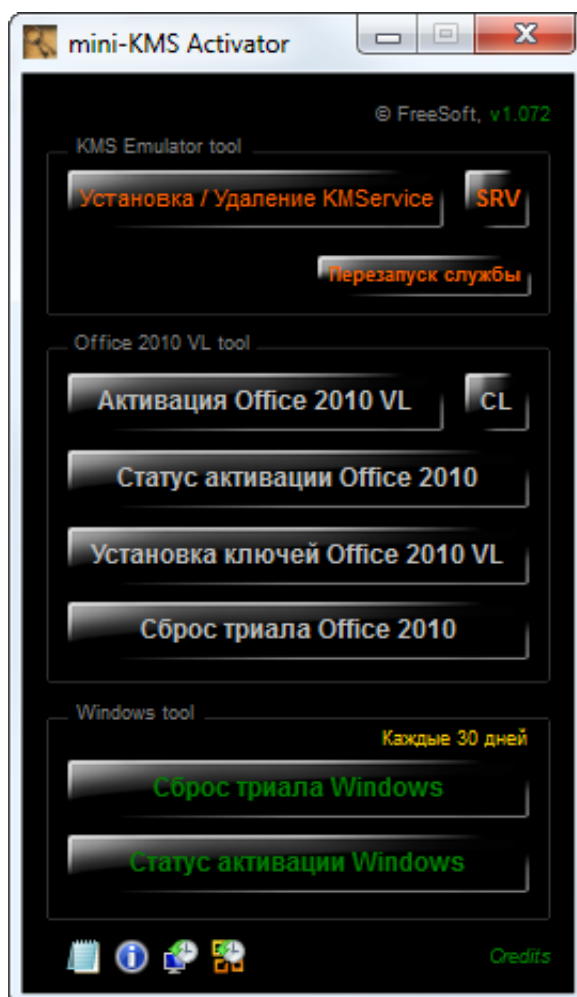 mini-KMS Activator
© FreeSoft, v1.072
KMS Emulator tool
Установка / Удаление KMService
SRV
Перезапуск службы
Office 2010 VL tool
Активация Office 2010 VL
CL
Статус активации Office 2010
Установка ключей Office 2010 VL
Сброс триала Office 2010
Windows tool
Каждые 30 дней
Сброс триала Windows
Статус активации Windows
Credits